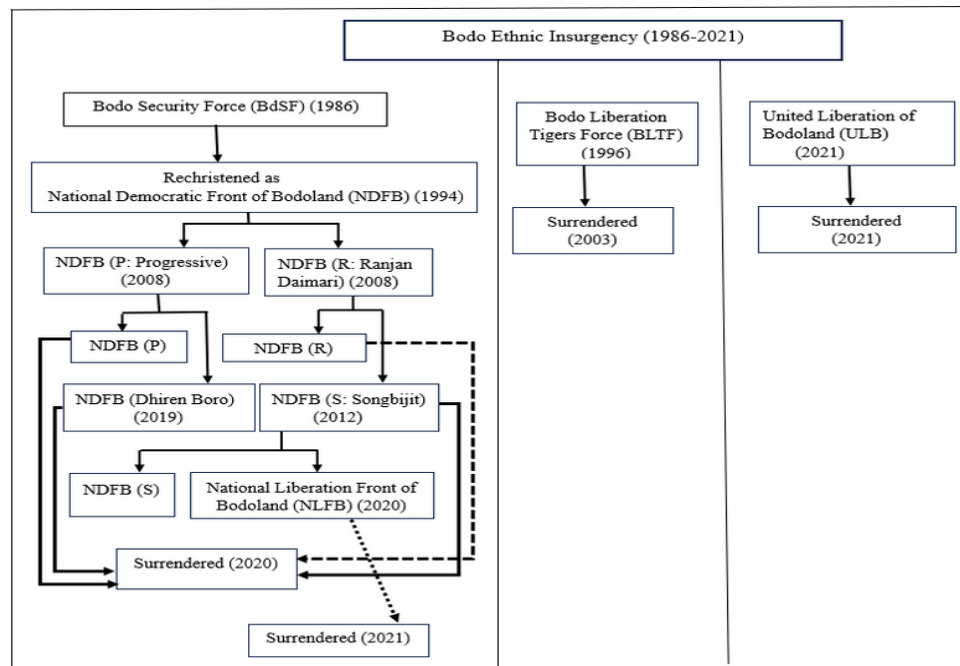 Bodo Ethnic Insurgency (1986-2021)
Bodo Security Force (BdSF) (1986)
Rechristened as
National Democratic Front of Bodoland (NDFB) (1994)
NDFB (P: Progressive)
(2008)
NDFB (R: Ranjan
Daimari) (2008)
NDFB (P)
NDFB (R)
NDFB (Dhiren Boro)
(2019)
NDFB (S: Songbijit)
(2012)
NDFB (S)
National Liberation Front of
Bodoland (NLFB) (2020)
Surrendered (2020)
Surrendered (2021)
Bodo Liberation
Tigers Force (BLTF)
(1996)
Surrendered
(2003)
United Liberation of
Bodoland (ULB)
(2021)
Surrendered
(2021)